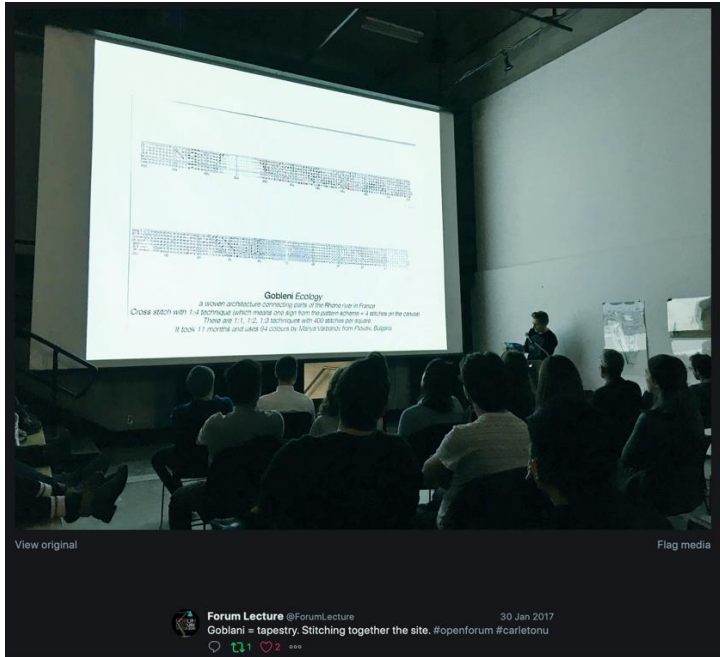 Gobleni Ecology
a woven architecture connecting parts of the Rhone river in France
Cross stitch with 1:4 technique (which means one sign from the pattern scheme = 4 stitches on the canvas)
There are 1:1, 1:2, 1:3 techniques with 400 stitches per square.
It took 11 months and uses 64 colours by Mariya from Plovdiv, Bulgaria
View original
Flag media
Forum Lecture @ForumLecture
30 Jan 2017
Goblani = tapestry. Stitching together the site. #openforum #carletonu
1
2